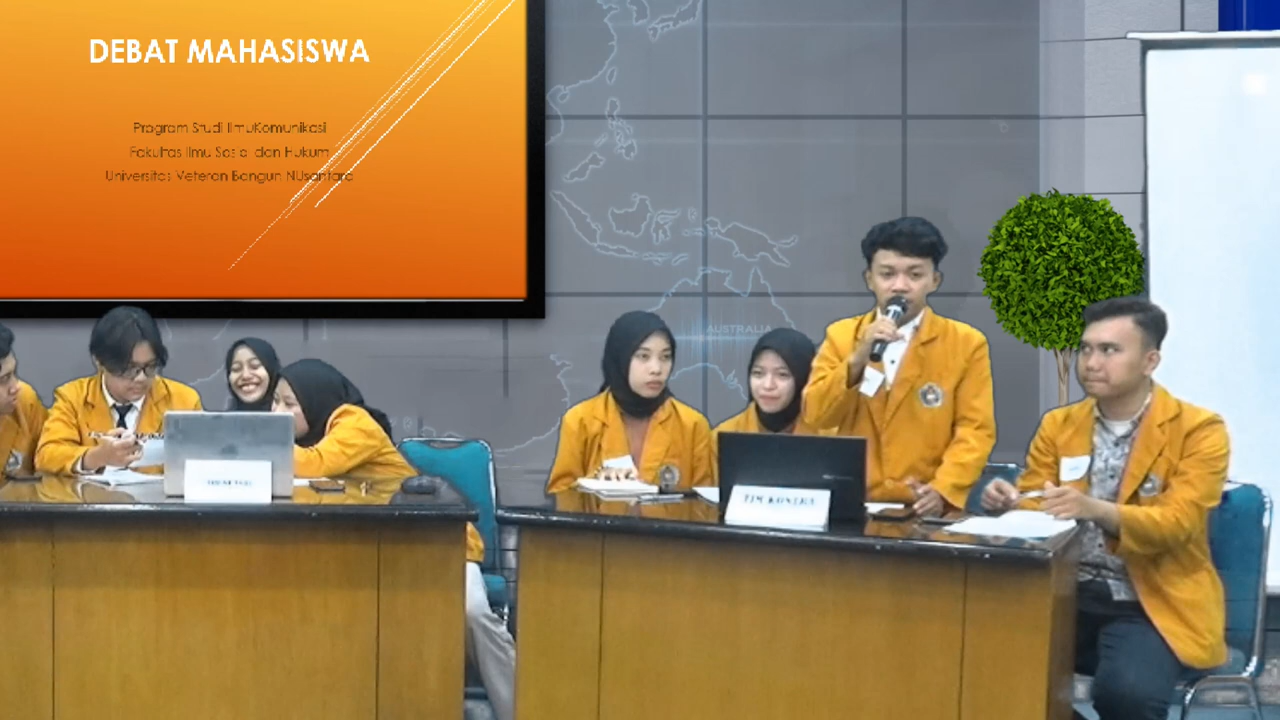 DEBAT MAHASISWA
Program Studi IlmuKomunikasi
Fakultas Ilmu Sosial dan Hukum
Universitas Veteran Bangun NUsantara
AUSTRALIA
TIM KONTRA